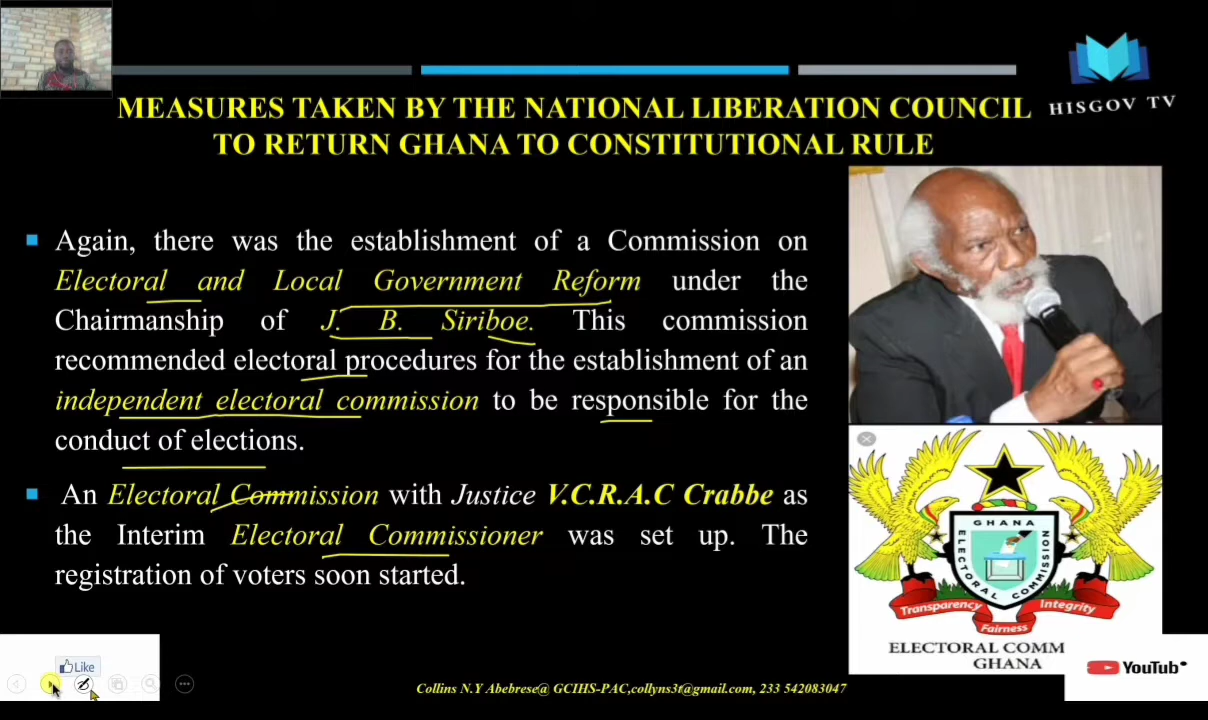 MEASURES TAKEN BY THE NATIONAL LIBERATION COUNCIL
TO RETURN GHANA TO CONSTITUTIONAL RULE
HISGOV TV
Again, there was the establishment of a Commission on
Electoral and Local Government Reform under the
Chairmanship of J. B. Siriboe. This commission
recommended electoral procedures for the establishment of an
independent electoral commission to be responsible for the
conduct of elections.
An Electoral Commission with Justice V.C.R.A.C Crabbe as
the Interim Electoral Commissioner was set up. The
registration of voters soon started.
GHANA
ELECTORAL COMMISSION
Transparency
Fairness
Integrity
ELECTORAL COMM
GHANA
Like
YouTub
Collins N.Y Abebrese@ GCIHS-PAC,collyns3t@gmail.com, 233 542083047